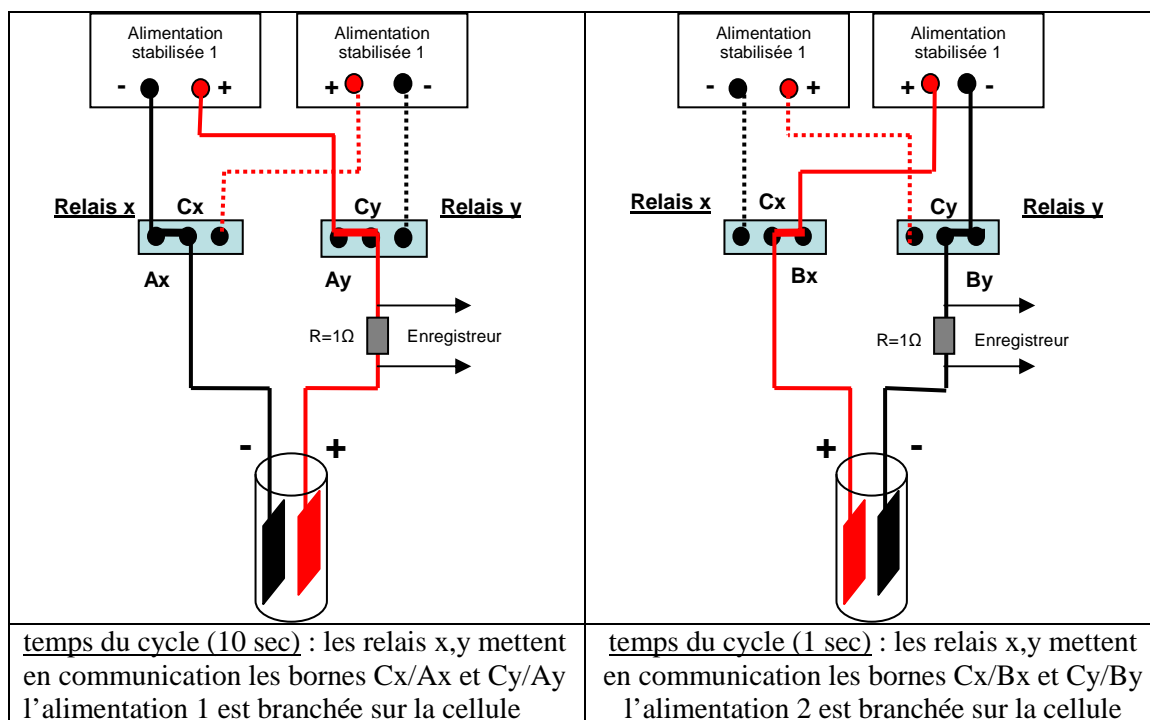 Alimentation
stabilisée 1
- +
Alimentation
stabilisée 1
+ -
Relais x
Cx
Cy
Relais y
Ax
Ay
R=1Ω
Enregistreur
- +
temps du cycle (10 sec) : les relais x,y mettent
en communication les bornes Cx/Ax et Cy/Ay
l’alimentation 1 est branchée sur la cellule
Alimentation
stabilisée 1
- +
Alimentation
stabilisée 1
+ -
Relais x
Cx
Cy
Relais y
Bx
By
R=1Ω
Enregistreur
+ -
temps du cycle (1 sec) : les relais x,y mettent
en communication les bornes Cx/Bx et Cy/By
l’alimentation 2 est branchée sur la cellule